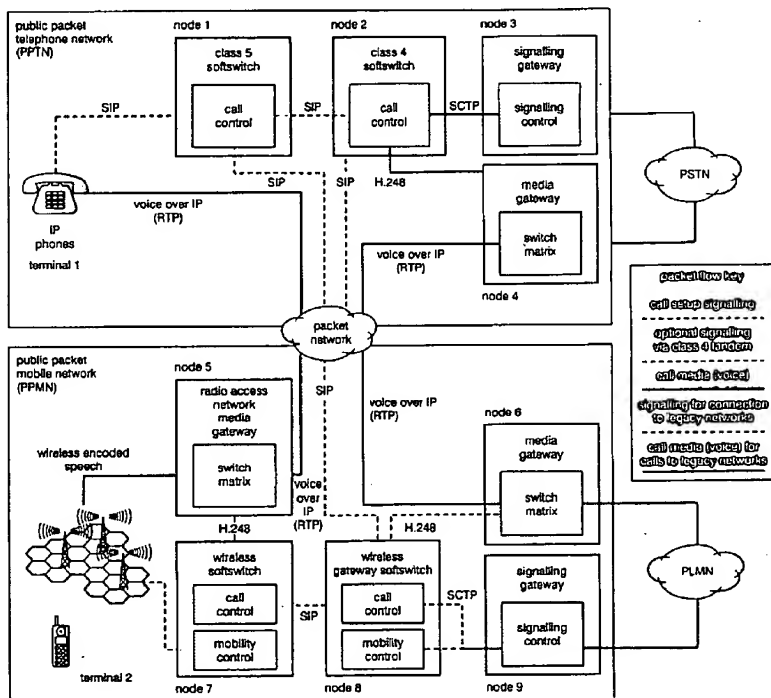 public packet
telephone network
(PPTN)
node 1
class 5
softswitch
call
control
node 2
class 4
softswitch
call
control
node 3
signalling
gateway
signalling
control
SIP
SIP
SCTP
SIP
SIP
H.248
IP
phones
terminal 1
voice over IP
(RTP)
voice over IP
(RTP)
media
gateway
switch
matrix
node 4
PSTN
packet
network
packet flow key
call setup signalling
optional signalling
via class 4 tandem
call media (voice)
signalling for connection
to legacy networks
call media (voice) for
calls to legacy networks
public packet
mobile network
(PPMN)
node 5
radio access
network
media
gateway
switch
matrix
wireless encoded
speech
SIP
voice over IP
(RTP)
voice
over
IP
(RTP)
node 6
media
gateway
switch
matrix
H.248
H.248
wireless
softswitch
call
control
mobility
control
node 7
SIP
wireless
gateway softswitch
call
control
mobility
control
node 8
SCTP
signalling
gateway
signalling
control
node 9
PLMN
terminal 2